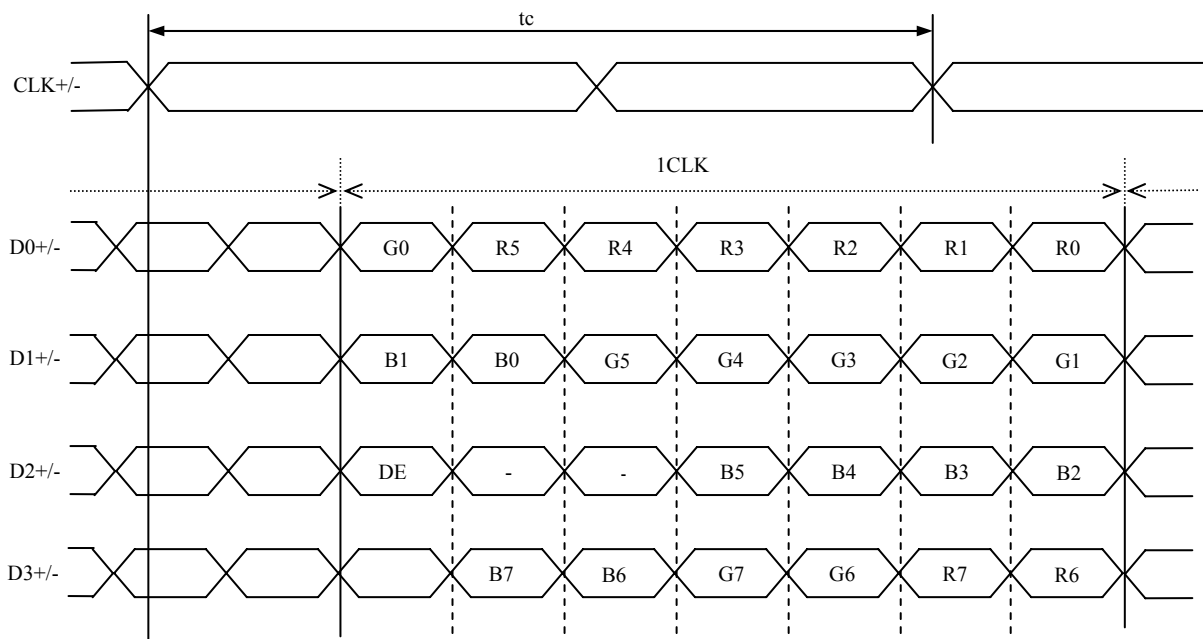 tc
CLK+/-
1CLK
D0+/- G0 R5 R4 R3 R2 R1 R0
D1+/- B1 B0 G5 G4 G3 G2 G1
D2+/- DE - - B5 B4 B3 B2
D3+/- B7 B6 G7 G6 R7 R6